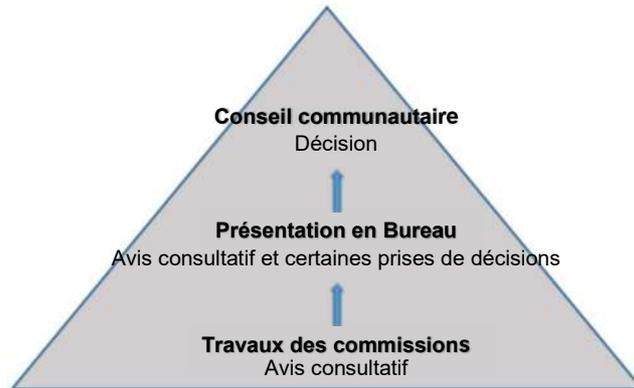 Conseil communautaire
Décision
Présentation en Bureau
Avis consultatif et certaines prises de décisions
Travaux des commissions
Avis consultatif